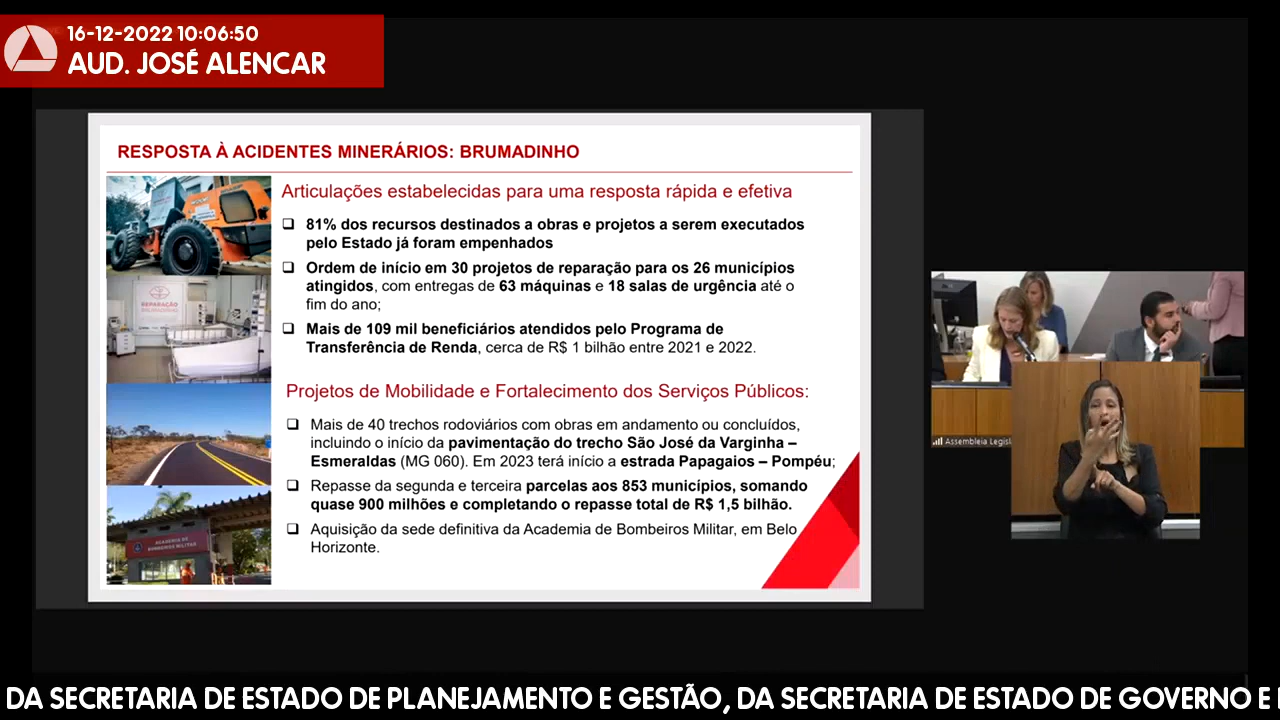 16-12-2022 10:06:50
AUD. JOSÉ ALENCAR
RESPOSTA À ACIDENTES MINERÁRIOS: BRUMADINHO
Articulações estabelecidas para uma resposta rápida e efetiva
❑ 81% dos recursos destinados a obras e projetos a serem executados
pelo Estado já foram empenhados
❑ Ordem de início em 30 projetos de reparação para os 26 municípios
atingidos, com entregas de 63 máquinas e 18 salas de urgência até o
fim do ano;
❑ Mais de 109 mil beneficiários atendidos pelo Programa de
Transferência de Renda, cerca de R$ 1 bilhão entre 2021 e 2022.
Projetos de Mobilidade e Fortalecimento dos Serviços Públicos:
❑ Mais de 40 trechos rodoviários com obras em andamento ou concluídos,
incluindo o início da pavimentação do trecho São José da Varginha –
Esmeraldas (MG 060). Em 2023 terá início a estrada Papagaios – Pompéu;
❑ Repasse da segunda e terceira parcelas aos 853 municípios, somando
quase 900 milhões e completando o repasse total de R$ 1,5 bilhão.
❑ Aquisição da sede definitiva da Academia de Bombeiros Militar, em Belo
Horizonte.
REPARAÇÃO
BRUMADINHO
ACADEMIA DE
BOMBEIROS MILITAR
Assembleia Legisl
DA SECRETARIA DE ESTADO DE PLANEJAMENTO E GESTÃO, DA SECRETARIA DE ESTADO DE GOVERNO E